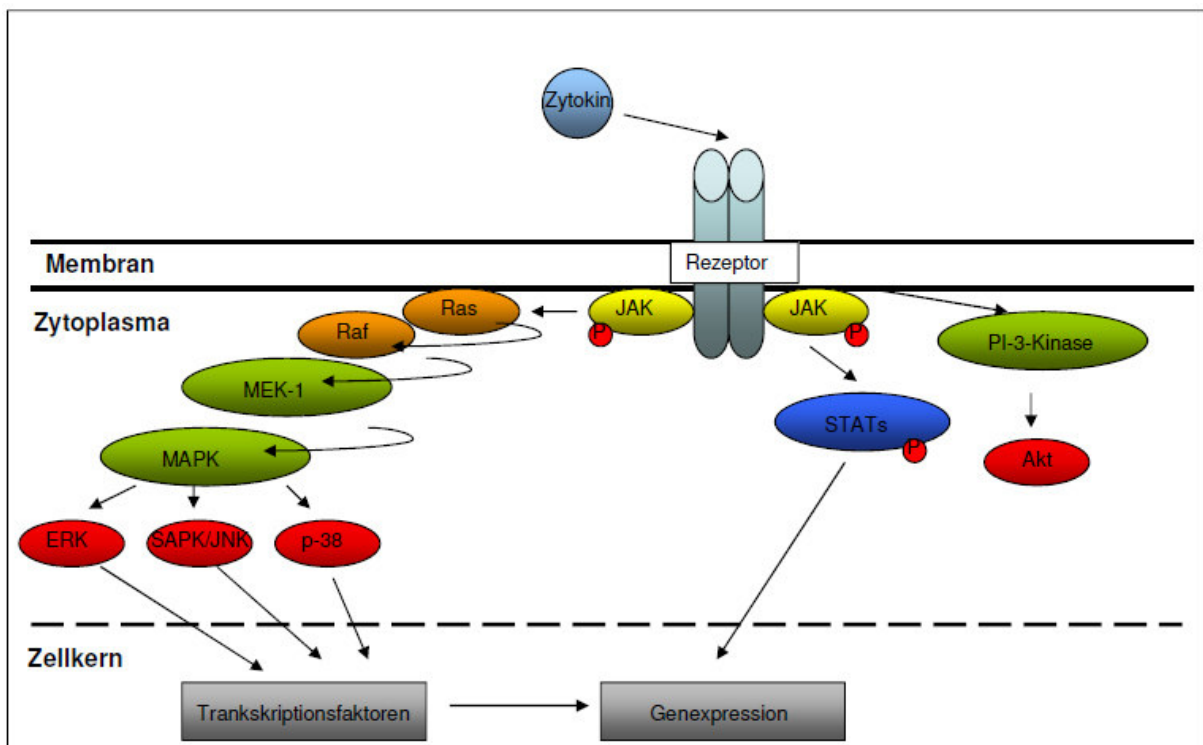 Zytokin
Membran
Rezeptor
Zytoplasma
Ras
JAK
JAK
Raf
P
P
PI-3-Kinase
MEK-1
STATs
P
MAPK
Akt
ERK
SAPK/JNK
p-38
Zellkern
Trankskriptionsfaktoren
Genexpression